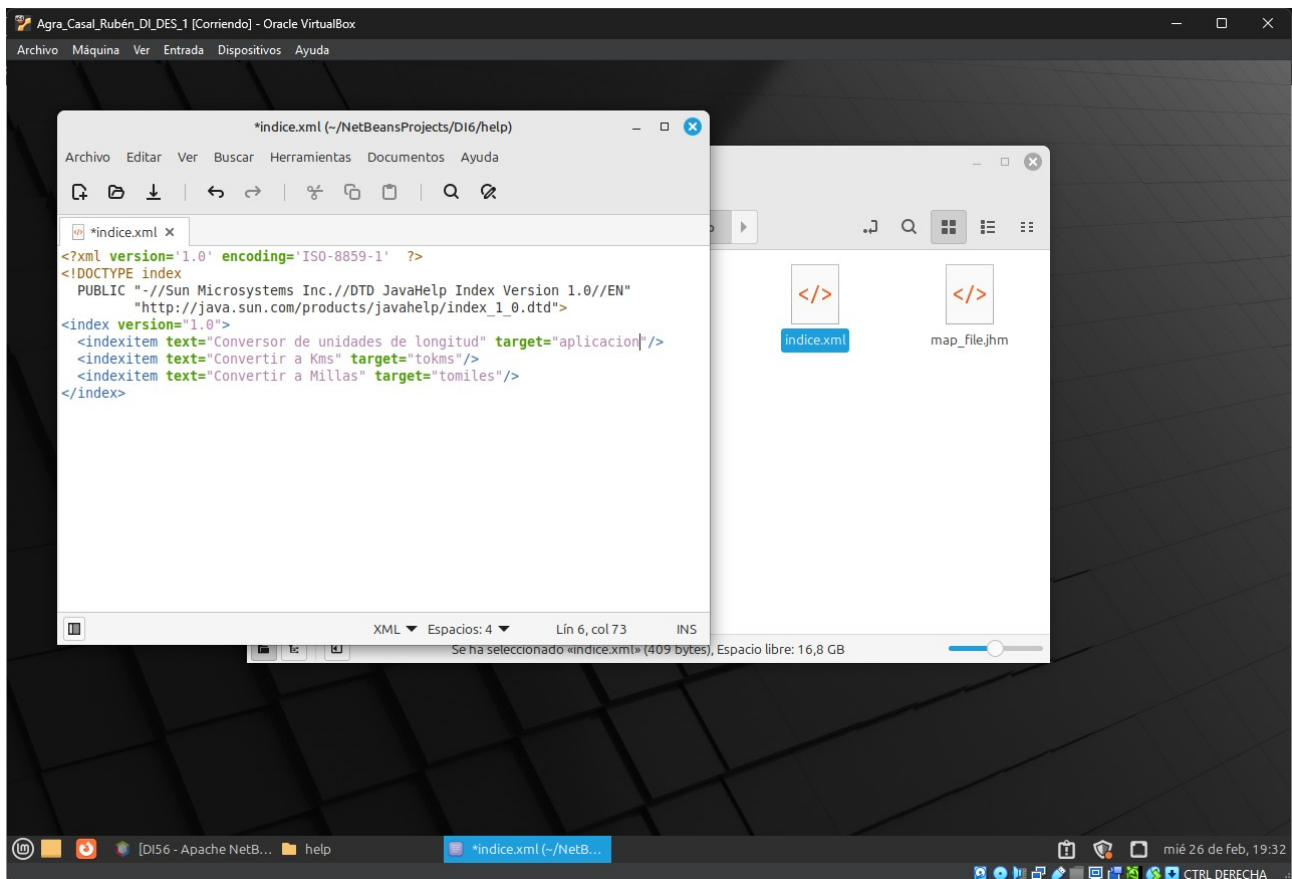 Agra_Casal_Rubén_DI_DES_1 [Corriendo] - Oracle VirtualBox
Archivo Máquina Ver Entrada Dispositivos Ayuda
*indice.xml (~/NetBeansProjects/DI6/help)
Archivo Editar Ver Buscar Herramientas Documentos Ayuda
*indice.xml
<?xml version='1.0' encoding='ISO-8859-1' ?>
<!DOCTYPE index
PUBLIC "-//Sun Microsystems Inc.//DTD JavaHelp Index Version 1.0//EN"
"http://java.sun.com/products/javahelp/index_1_0.dtd">
<index version="1.0">
<indexitem text="Conversor de unidades de longitud" target="aplicacion"/>
<indexitem text="Convertir a Kms" target="tokms"/>
<indexitem text="Convertir a Millas" target="tomiles"/>
</index>
XML Espacios: 4 Lín 6, col 73 INS
indice.xml
map_file.jhm
Se ha seleccionado «indice.xml» (409 bytes), Espacio libre: 16,8 GB
[DI56 - Apache NetB... help *indice.xml (~/NetB... mié 26 de feb, 19:32
CTRL DERECHA